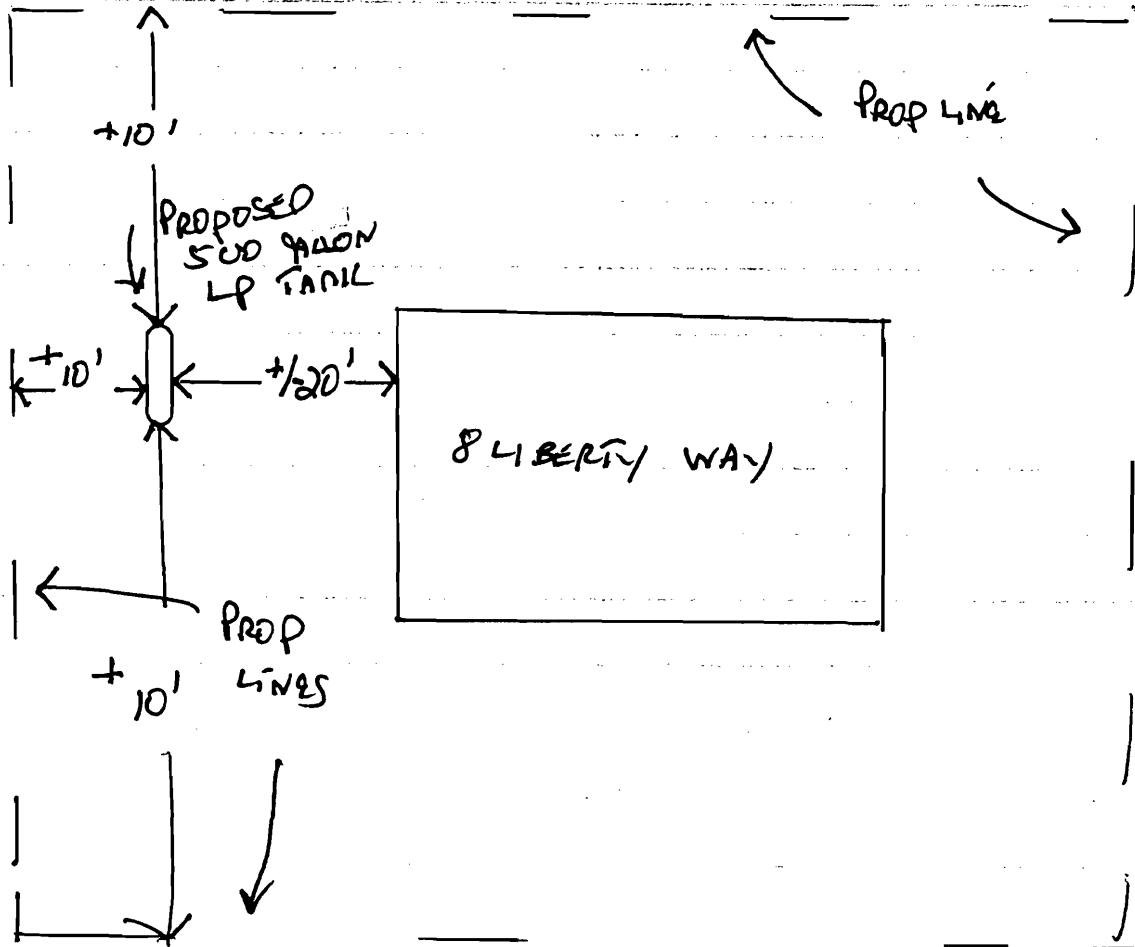 PROP LINE
+10'
PROPOSED
500 GALLON
LP TANK
+10'
+/-20'
8 LIBERTY WAY
PROP
LINES
+10'